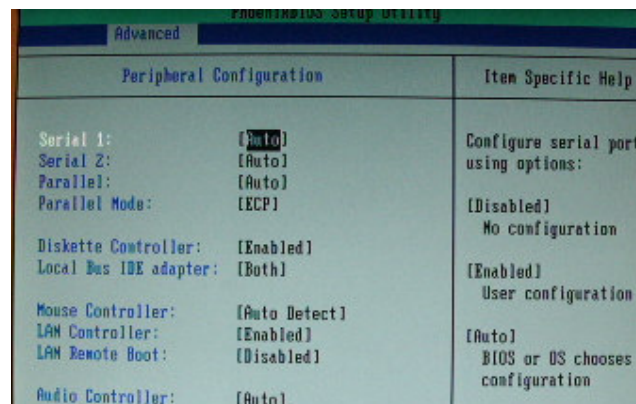 PhoenixBIOS Setup Utility
Advanced
Peripheral Configuration
Item Specific Help
Serial 1: [Auto]
Serial 2: [Auto]
Parallel: [Auto]
Parallel Mode: [ECP]
Diskette Controller: [Enabled]
Local Bus IDE adapter: [Both]
Mouse Controller: [Auto Detect]
LAN Controller: [Enabled]
LAN Remote Boot: [Disabled]
Audio Controller: [Auto]
Configure serial port
using options:
[Disabled]
No configuration
[Enabled]
User configuration
[Auto]
BIOS or OS chooses
configuration